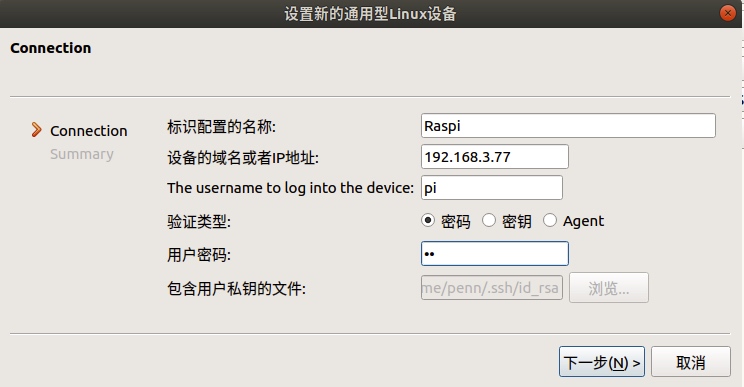 设置新的通用型Linux设备
Connection
Connection
Summary
标识配置的名称: Raspi
设备的域名或者IP地址: 192.168.3.77
The username to log into the device: pi
验证类型: 密码 密钥 Agent
用户密码: ••
包含用户私钥的文件: me/penn/.ssh/id_rsa 浏览...
下一步(N) > 取消